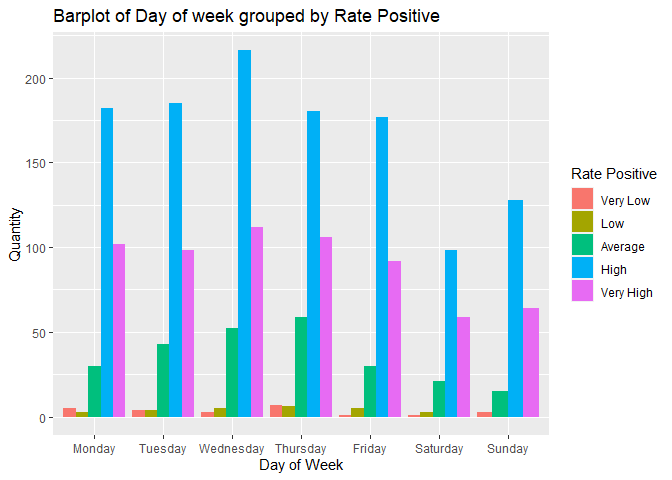 Barplot of Day of week grouped by Rate Positive
Quantity
200
150
100
50
0
Monday Tuesday Wednesday Thursday Friday Saturday Sunday
Day of Week
Rate Positive
Very Low
Low
Average
High
Very High